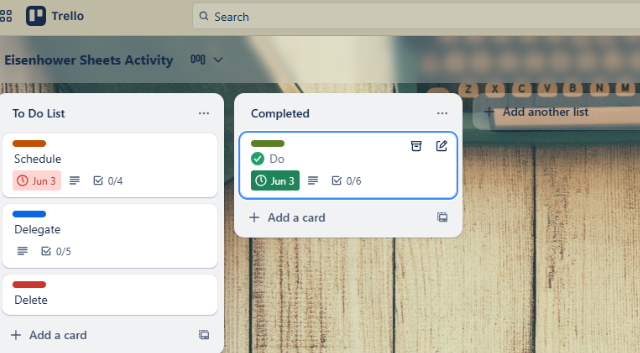 Trello
Search
Eisenhower Sheets Activity
To Do List
Schedule
Jun 3
0/4
Delegate
0/5
Delete
Add a card
Completed
Do
Jun 3
0/6
Add a card
Add another list
Z X C V B N M